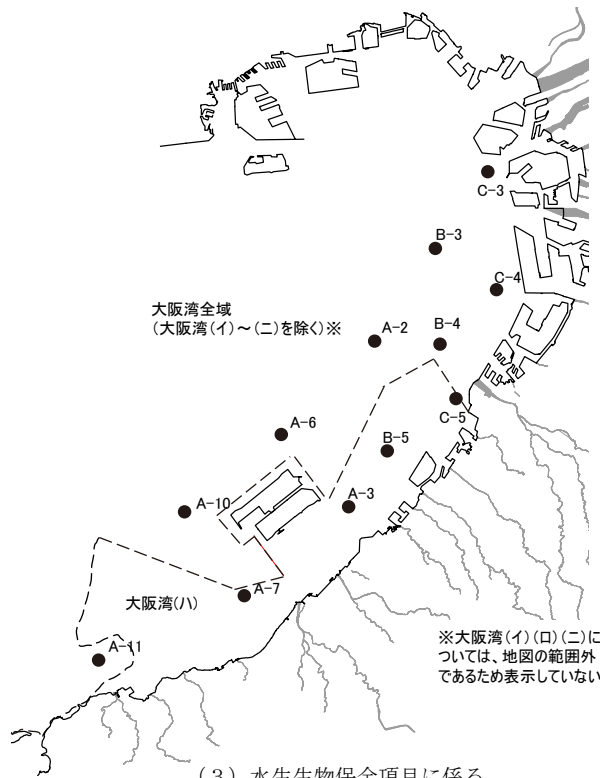 C-3
B-3
C-4
大阪湾全域
(大阪湾(イ)～(ニ)を除く)※
A-2
B-4
C-5
A-6
B-5
A-10
A-3
大阪湾(ハ)
A-7
A-11
※大阪湾(イ)(ロ)(ニ)に
ついては、地図の範囲外
であるため表示していない
(3) 水生生物保全項目に係る